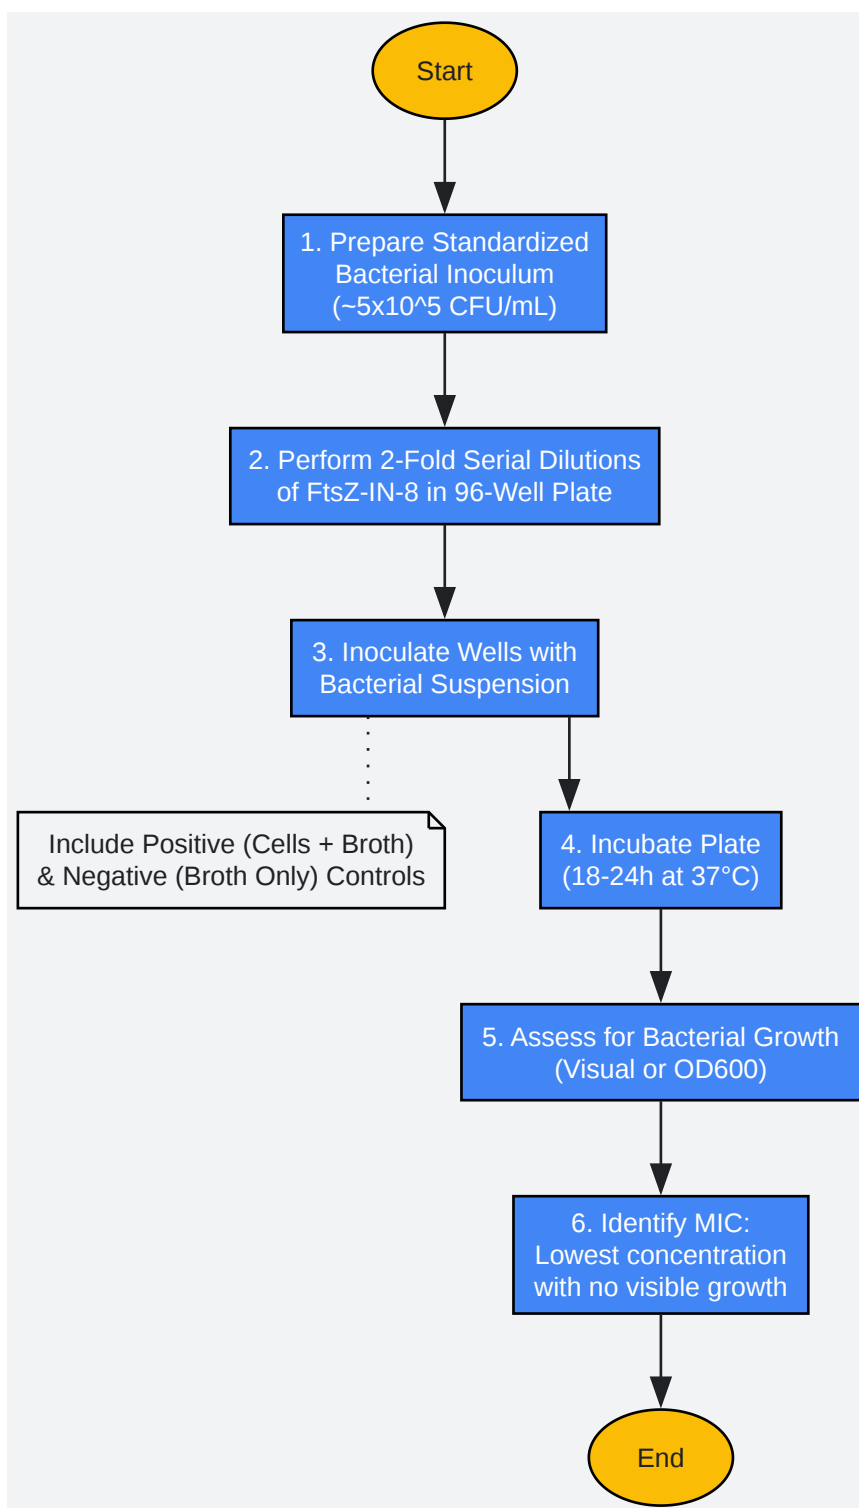 Start
1. Prepare Standardized
Bacterial Inoculum
(~5x10^5 CFU/mL)
2. Perform 2-Fold Serial Dilutions
of FtsZ-IN-8 in 96-Well Plate
3. Inoculate Wells with
Bacterial Suspension
Include Positive (Cells + Broth)
& Negative (Broth Only) Controls
4. Incubate Plate
(18-24h at 37°C)
5. Assess for Bacterial Growth
(Visual or OD600)
6. Identify MIC:
Lowest concentration
with no visible growth
End